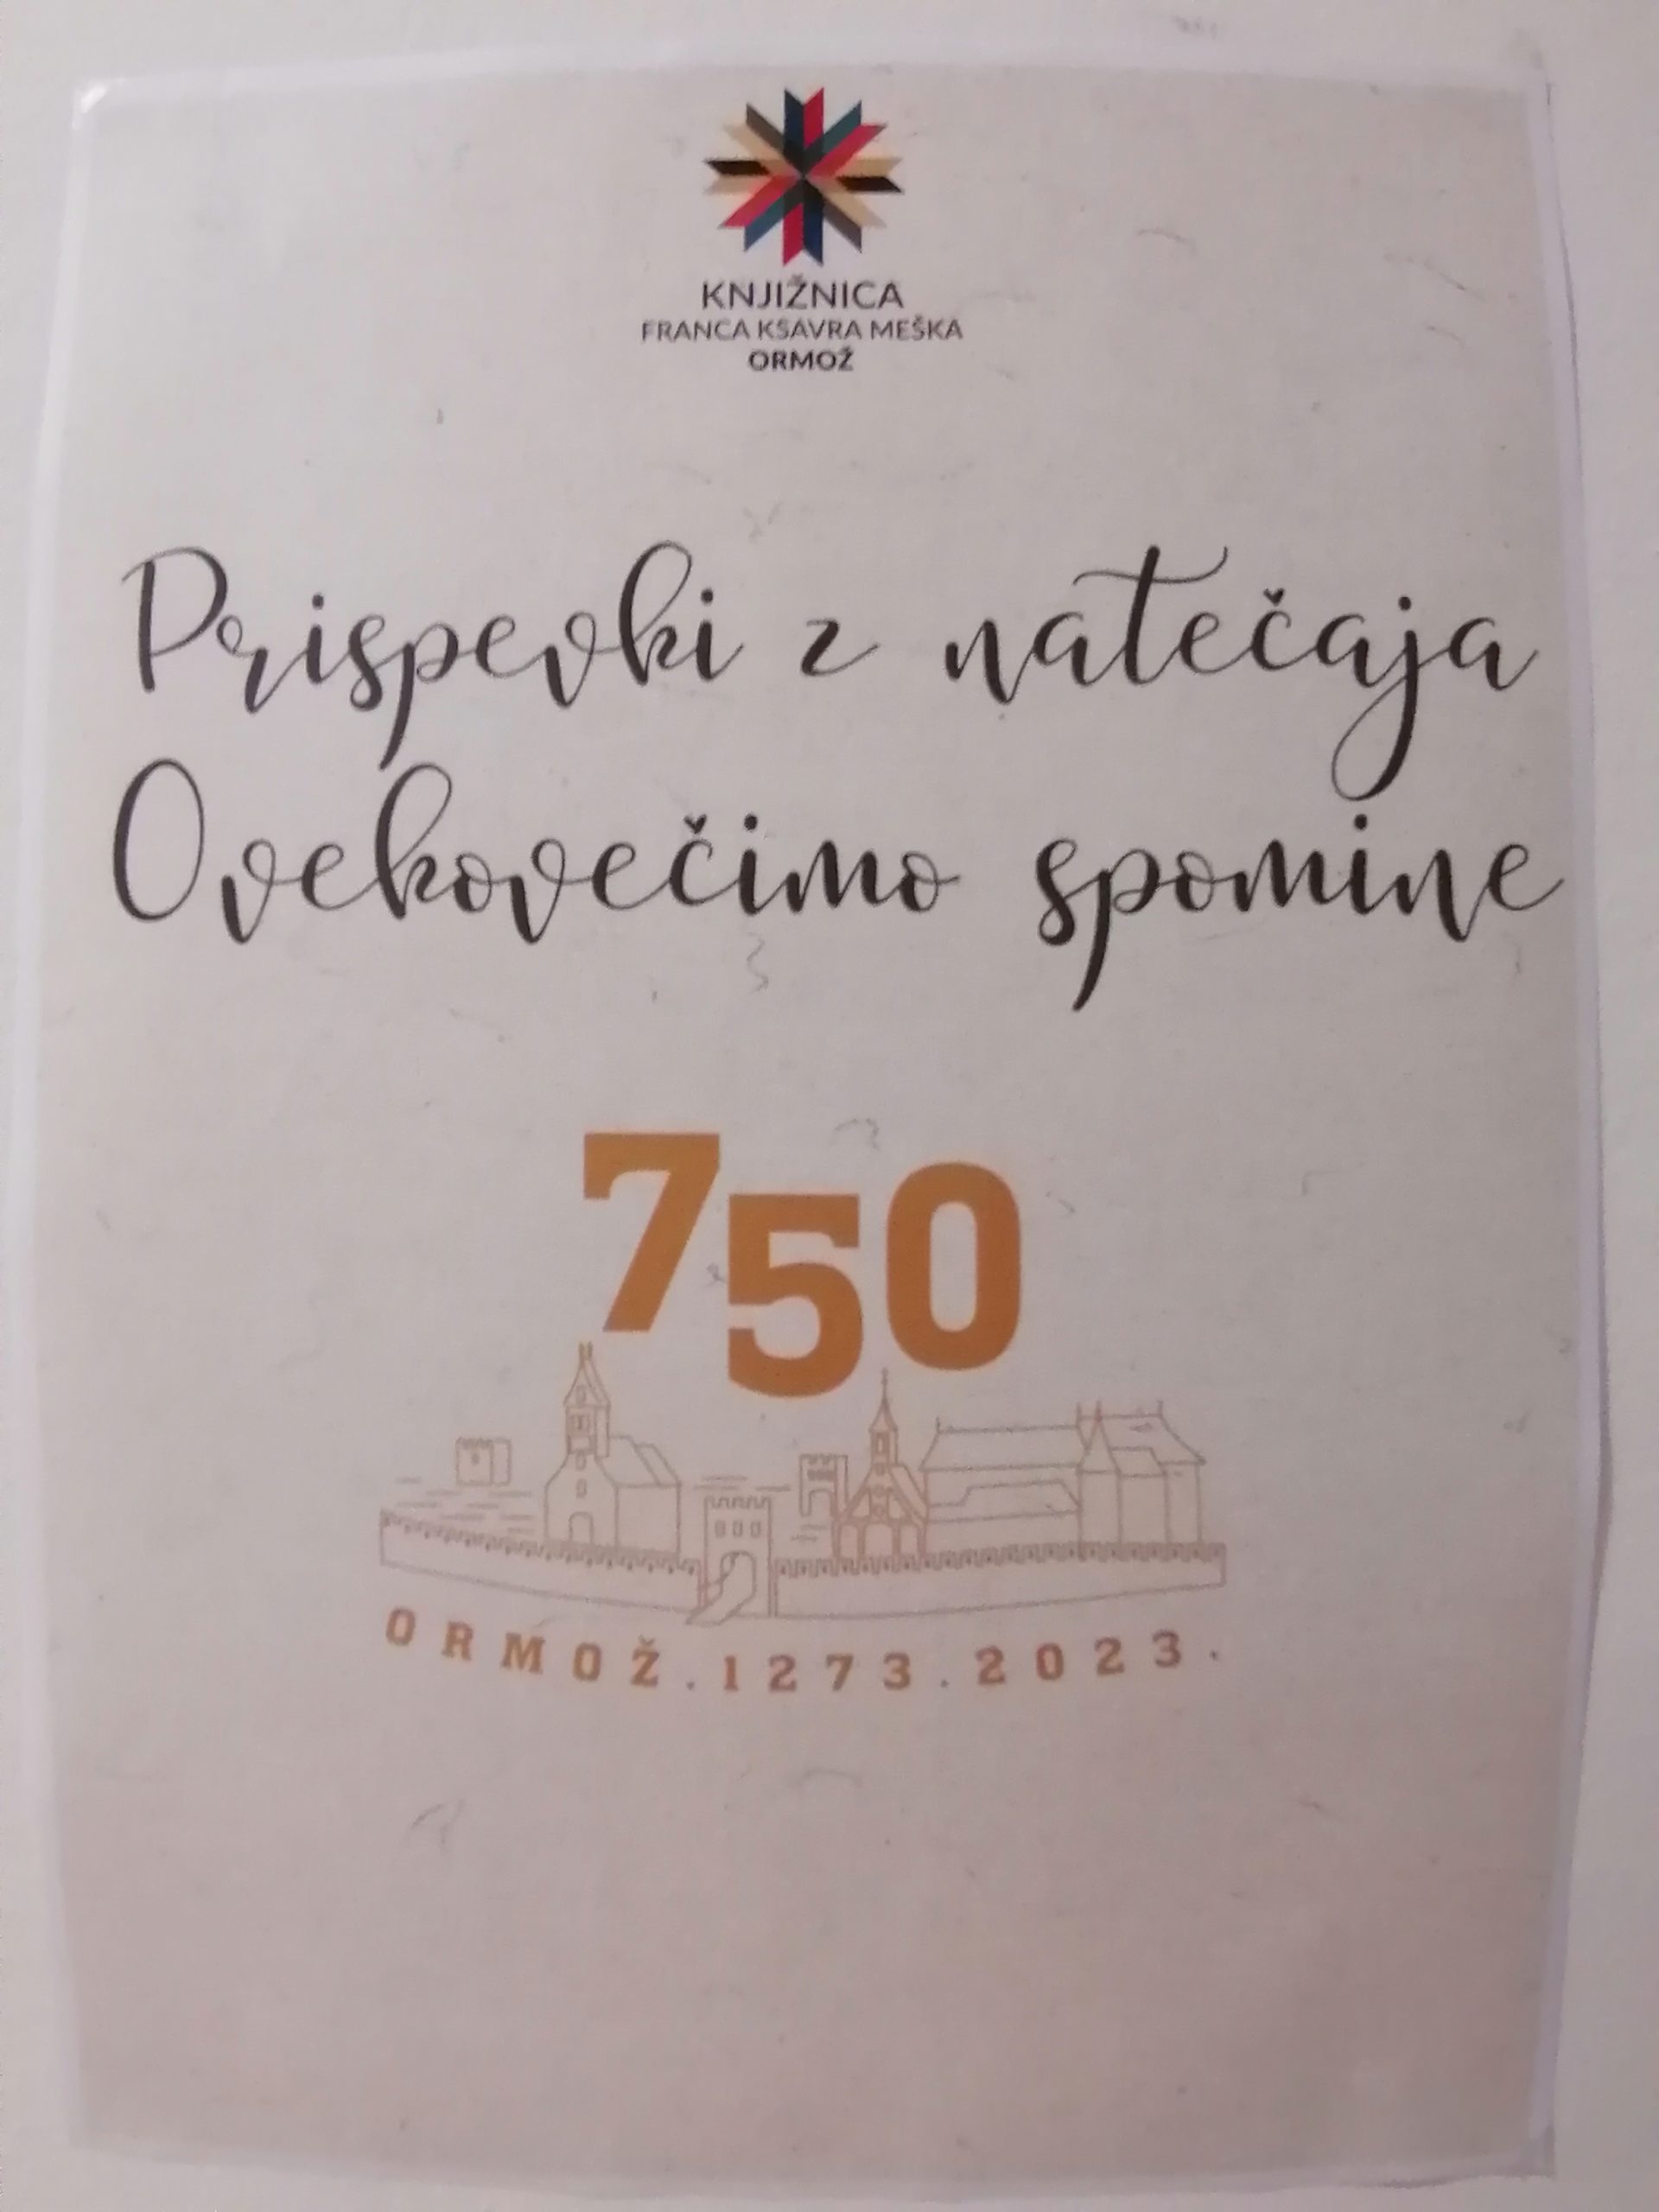 KNJIŽNICA
FRANCA KSAVRA MEŠKA
ORMOŽ
Prispevki z natečaja
Ovekovečimo spomine
750
ORMOŽ.1273.2023.